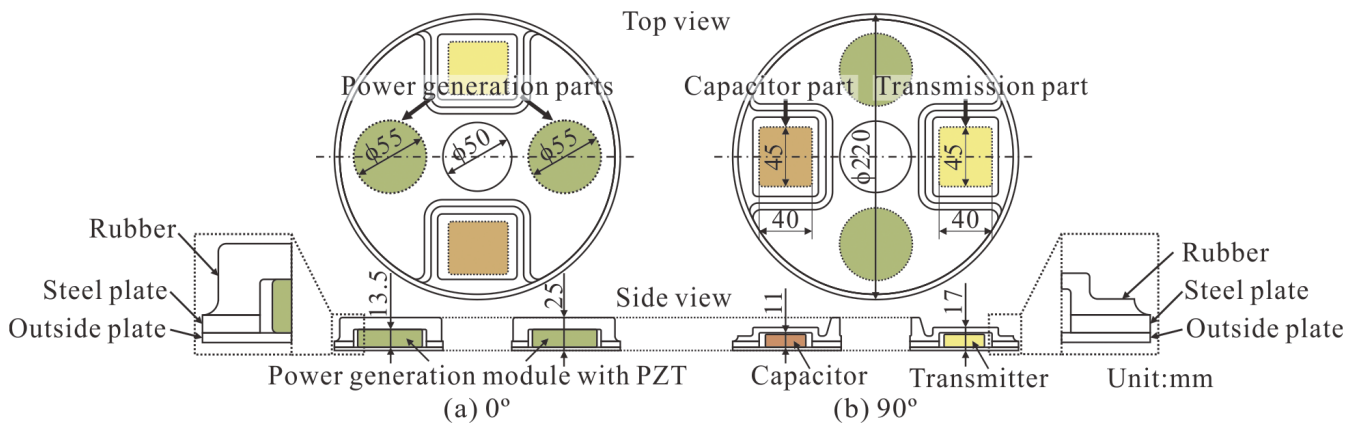 Top view
Power generation parts
Capacitor part
Transmission part
ϕ55
ϕ50
ϕ55
45
ϕ220
45
40
40
Rubber
Steel plate
Outside plate
13.5
25
Side view
11
17
Rubber
Steel plate
Outside plate
Power generation module with PZT
Capacitor
Transmitter
Unit:mm
(a) 0º
(b) 90º